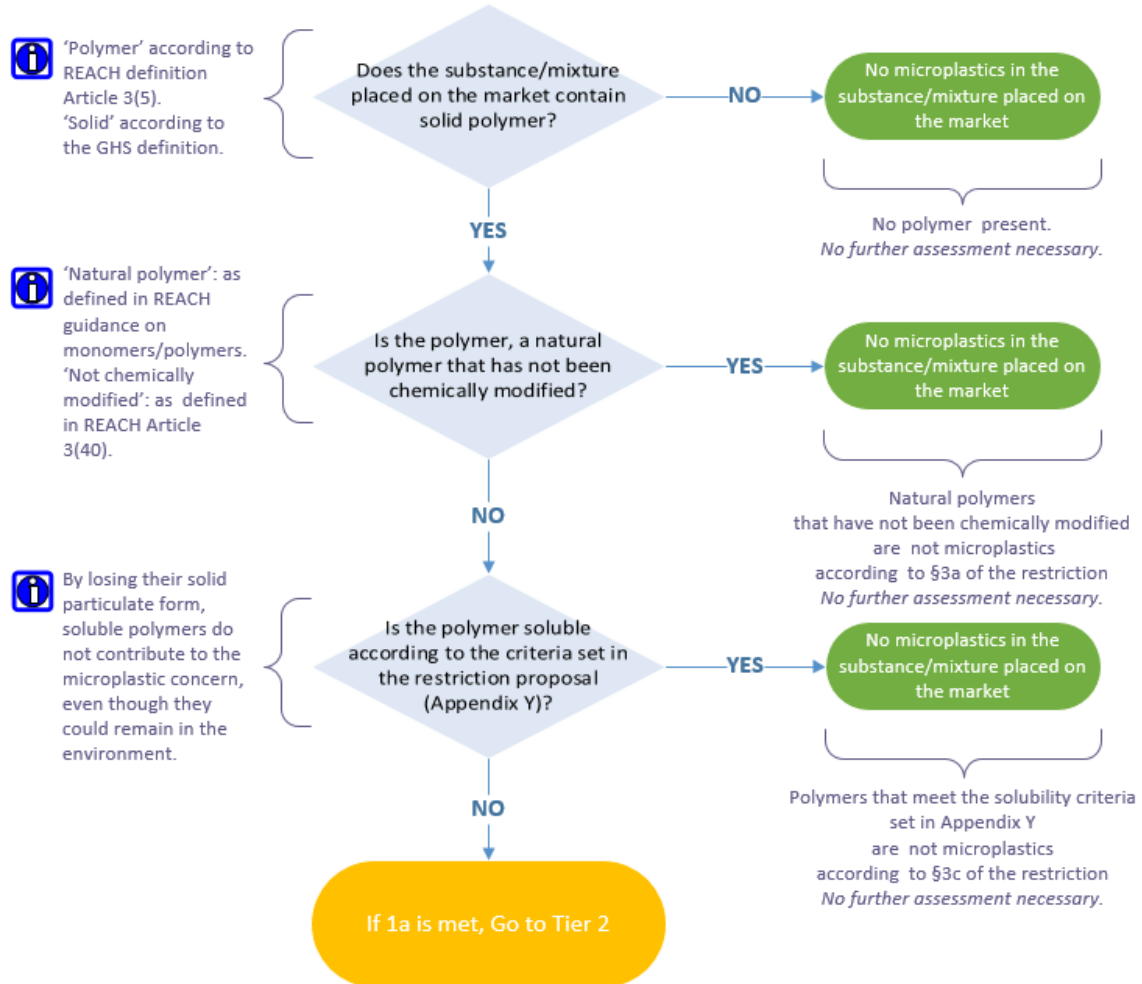 ‘Polymer’ according to
REACH definition
Article 3(5).
‘Solid’ according to
the GHS definition.
Does the substance/mixture
placed on the market contain
solid polymer?
NO
No microplastics in the
substance/mixture placed on
the market
No polymer present.
No further assessment necessary.
YES
‘Natural polymer’: as
defined in REACH
guidance on
monomers/polymers.
‘Not chemically
modified’: as defined
in REACH Article
3(40).
Is the polymer, a natural
polymer that has not been
chemically modified?
YES
No microplastics in the
substance/mixture placed on
the market
Natural polymers
that have not been chemically modified
are not microplastics
according to §3a of the restriction
No further assessment necessary.
NO
By losing their solid
particulate form,
soluble polymers do
not contribute to the
microplastic concern,
even though they
could remain in the
environment.
Is the polymer soluble
according to the criteria set in
the restriction proposal
(Appendix Y)?
YES
No microplastics in the
substance/mixture placed on
the market
Polymers that meet the solubility criteria
set in Appendix Y
are not microplastics
according to §3c of the restriction
No further assessment necessary.
NO
If 1a is met, Go to Tier 2